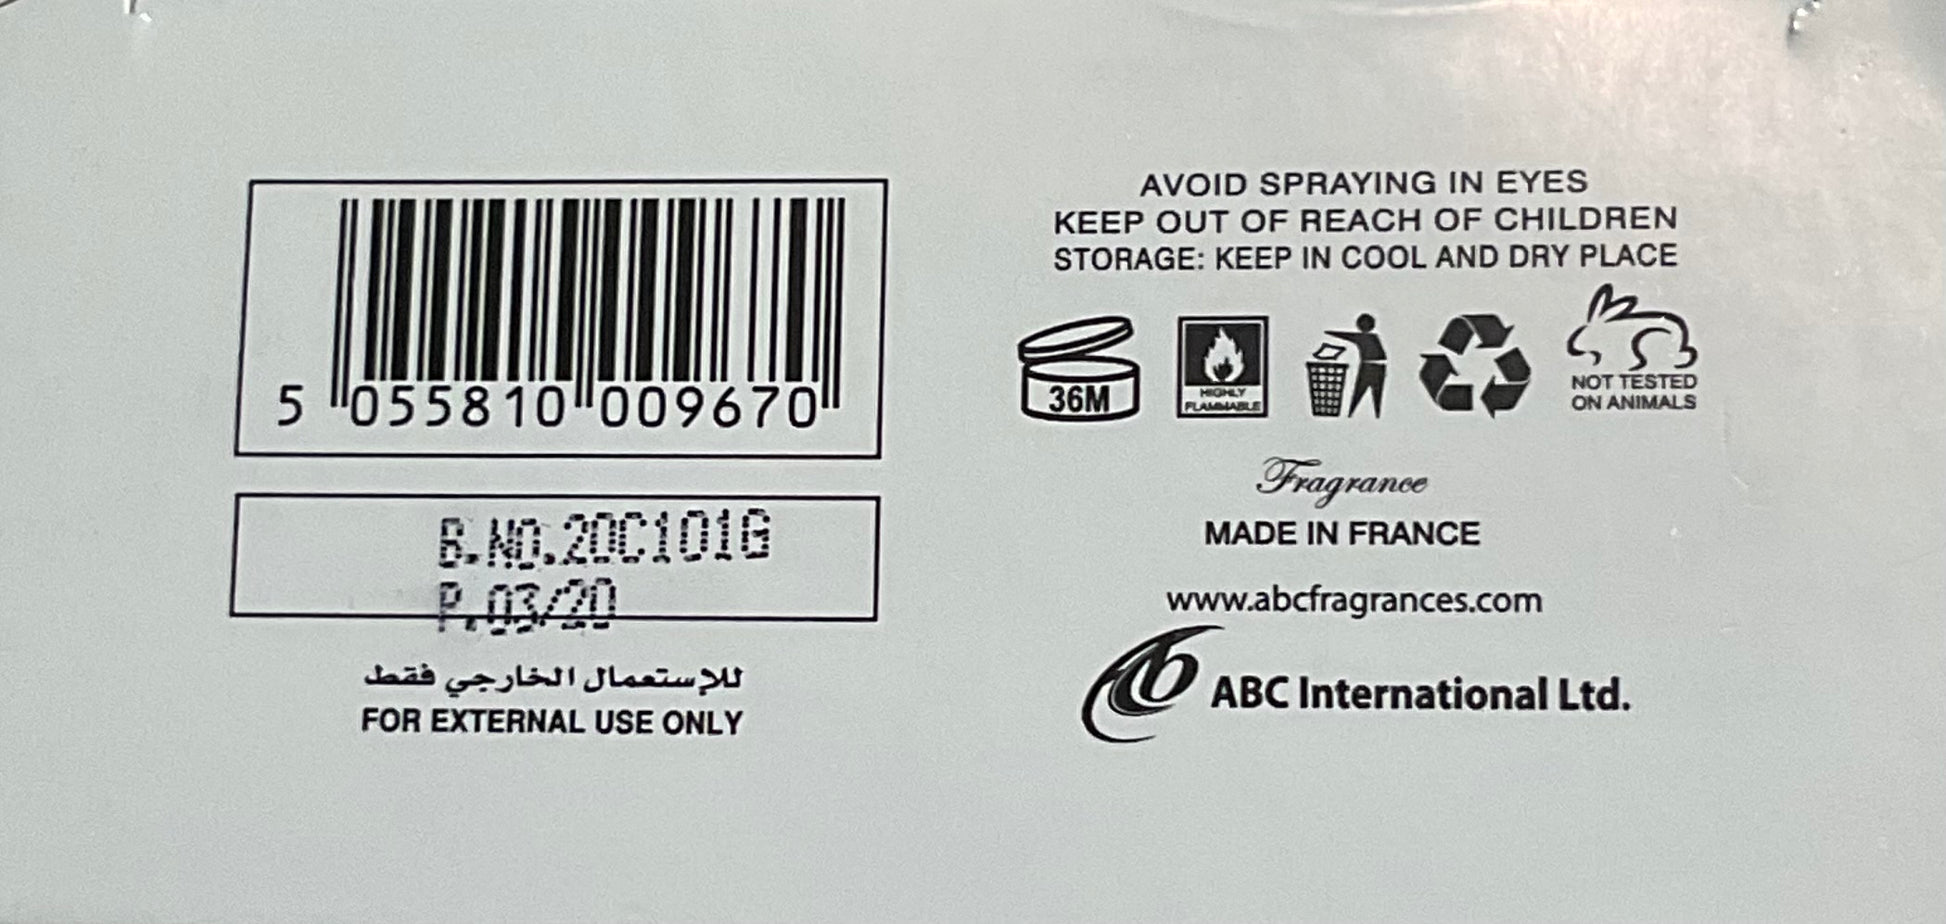 5 055810 009670
B.NO.20C101G
P.03/20
للإستعمال الخارجي فقط
FOR EXTERNAL USE ONLY
AVOID SPRAYING IN EYES
KEEP OUT OF REACH OF CHILDREN
STORAGE: KEEP IN COOL AND DRY PLACE
36M
HIGHLY
FLAMMABLE
NOT TESTED
ON ANIMALS
Fragrance
MADE IN FRANCE
www.abcfragrances.com
ABC International Ltd.